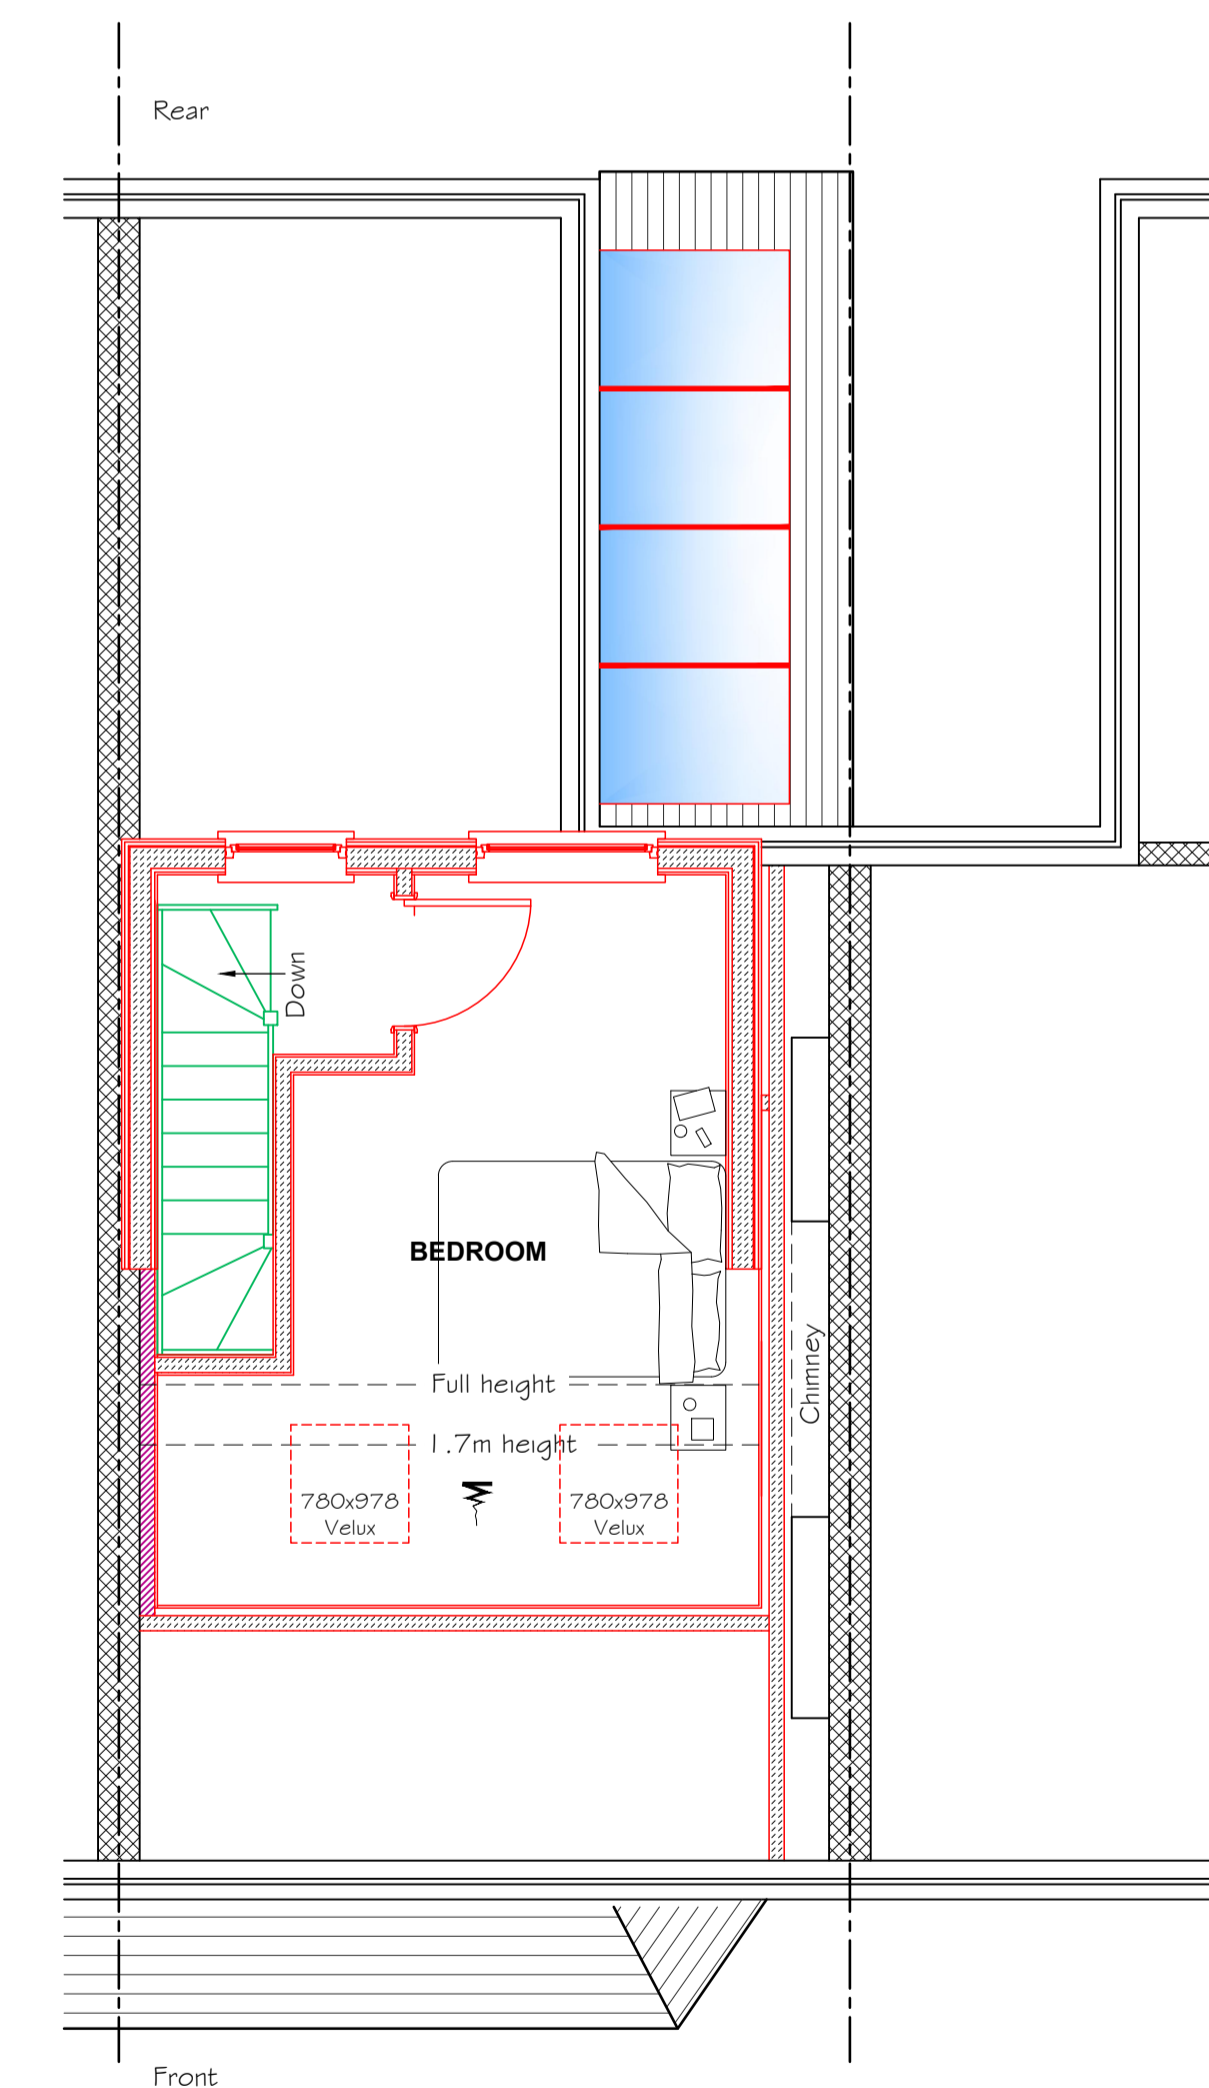 Rear
Down
BEDROOM
Chimney
Full height
1.7m height
780x978
Velux
780x978
Velux
Front